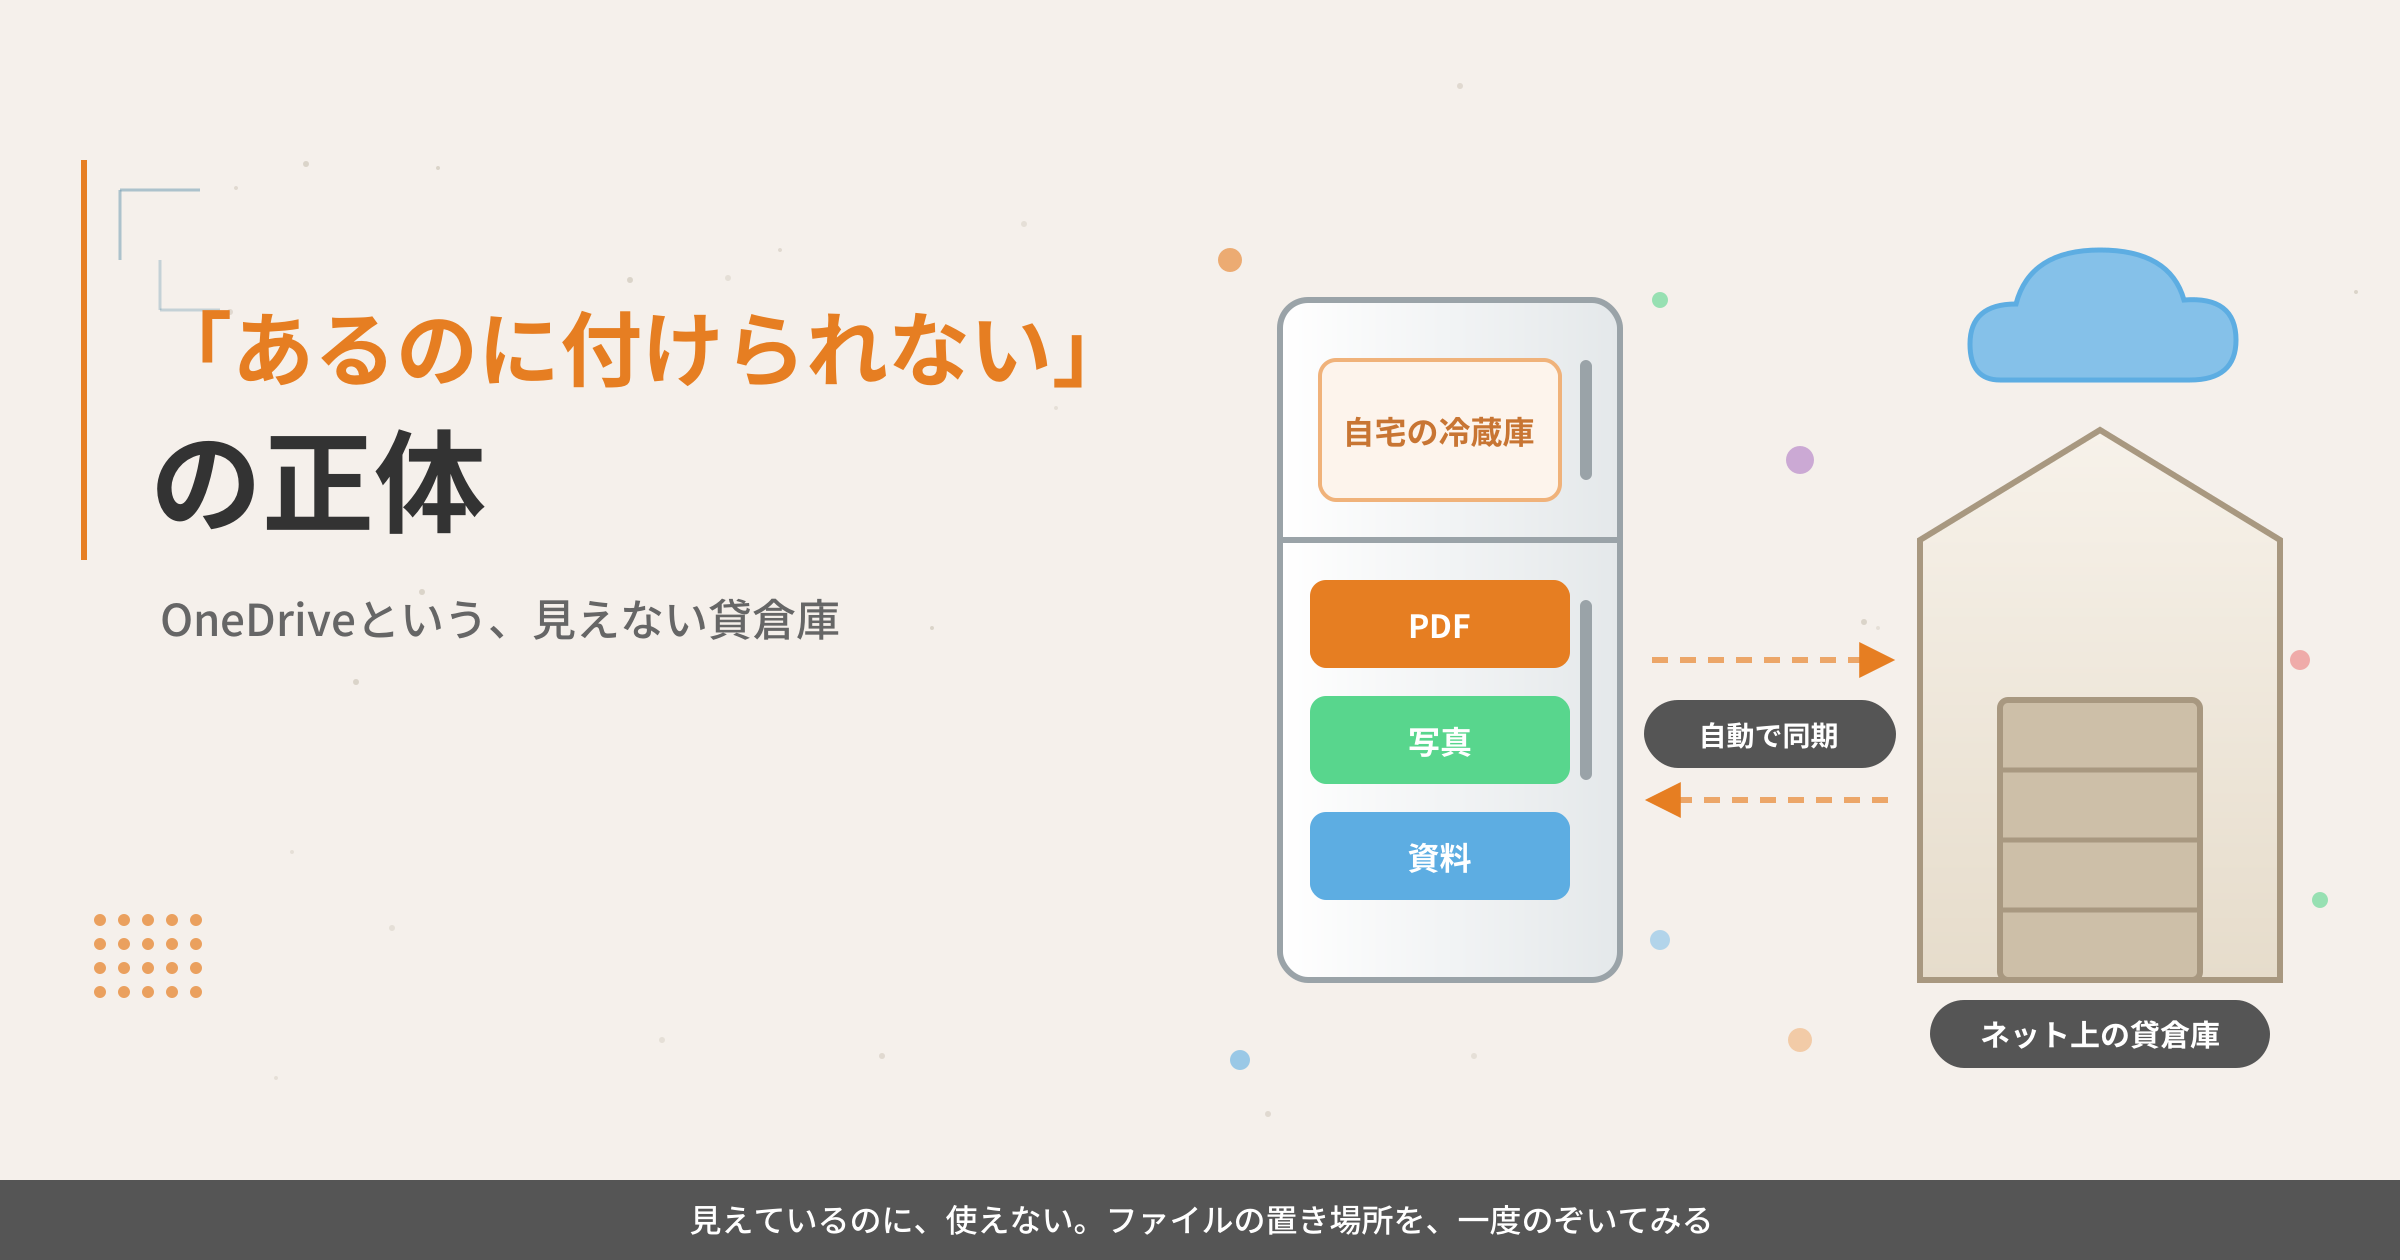 「あるのに付けられない」
の正体
OneDriveという、見えない貸倉庫
自宅の冷蔵庫
PDF
写真
資料
自動で同期
ネット上の貸倉庫
見えているのに、使えない。ファイルの置き場所を、一度のぞいてみる